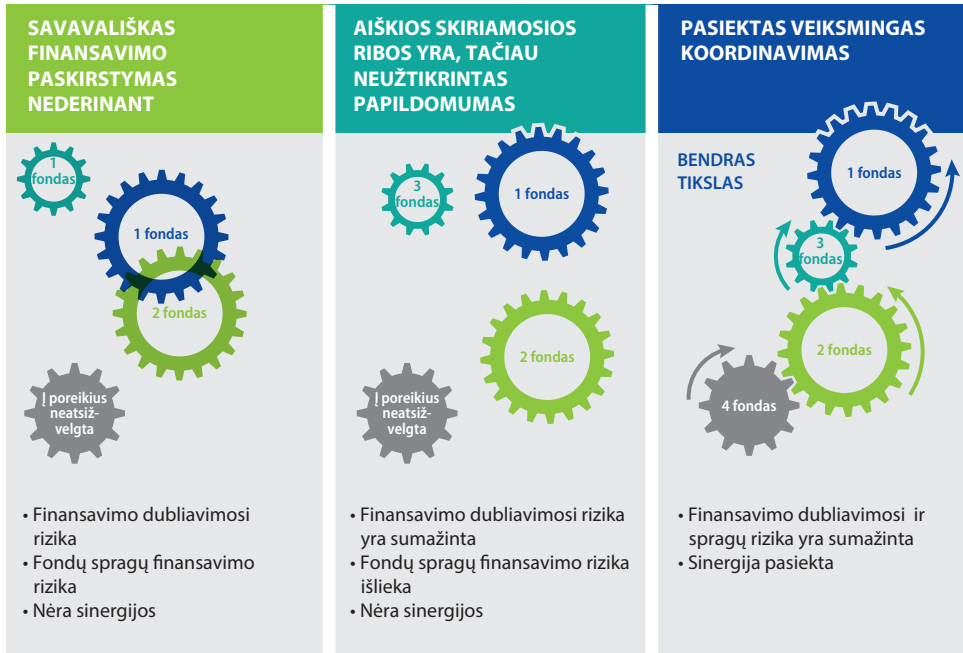 SAVAVALIŠKAS
FINANSAVIMO
PASKIRSTYMAS
NEDERINANT
1
fondas
1 fondas
2 fondas
Į poreikius
neatsiž-
velgta
• Finansavimo dubliavimosi
rizika
• Fondų spragų finansavimo
rizika
• Nėra sinergijos
AIŠKIOS SKIRIAMOSIOS
RIBOS YRA, TAČIAU
NEUŽTIKRINTAS
PAPILDOMUMAS
3
fondas
1 fondas
2 fondas
Į poreikius
neatsiž-
velgta
• Finansavimo dubliavimosi rizika
yra sumažinta
• Fondų spragų finansavimo rizika
išlieka
• Nėra sinergijos
PASIEKTAS VEIKSMINGAS
KOORDINAVIMAS
BENDRAS
TIKSLAS
1 fondas
3
fondas
2 fondas
4 fondas
• Finansavimo dubliavimosi ir
spragų rizika yra sumažinta
• Sinergija pasiekta